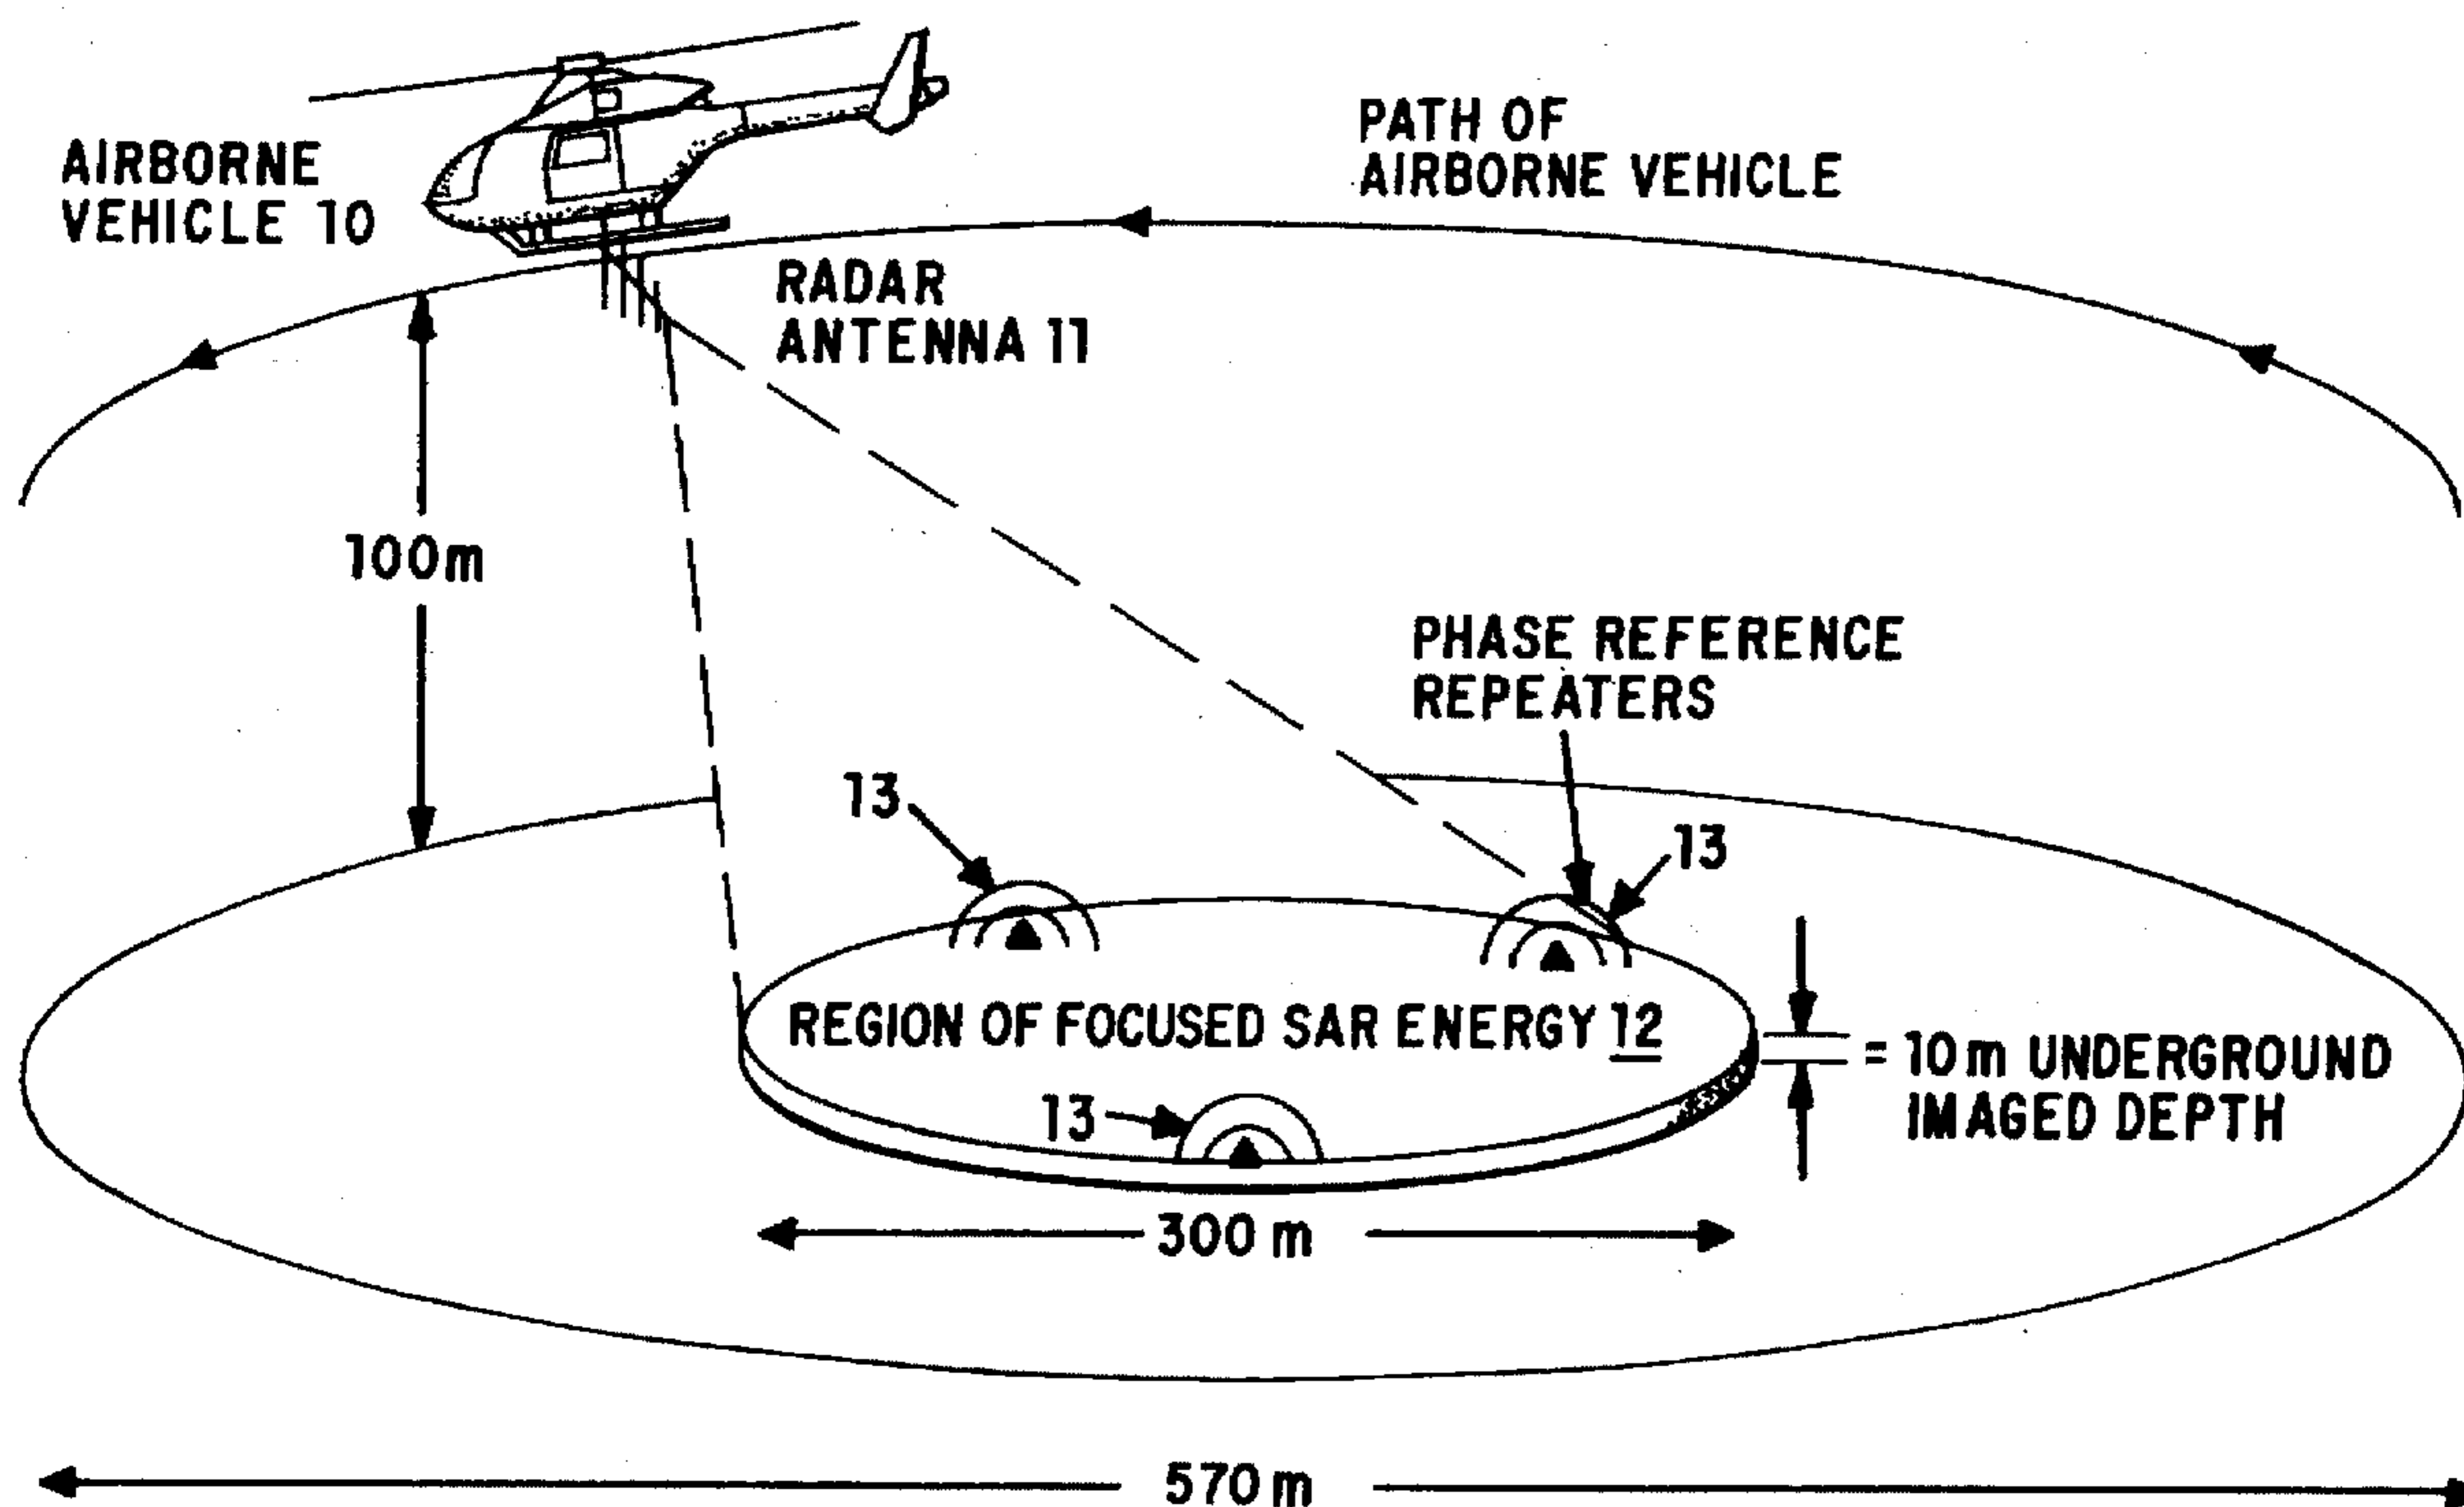 PATH OF
AIRBORNE VEHICLE
AIRBORNE
VEHICLE 10
RADAR
ANTENNA 11
100m
PHASE REFERENCE
REPEATERS
13
13
REGION OF FOCUSED SAR ENERGY 12
= 10m UNDERGROUND
IMAGED DEPTH
13
300 m
570m